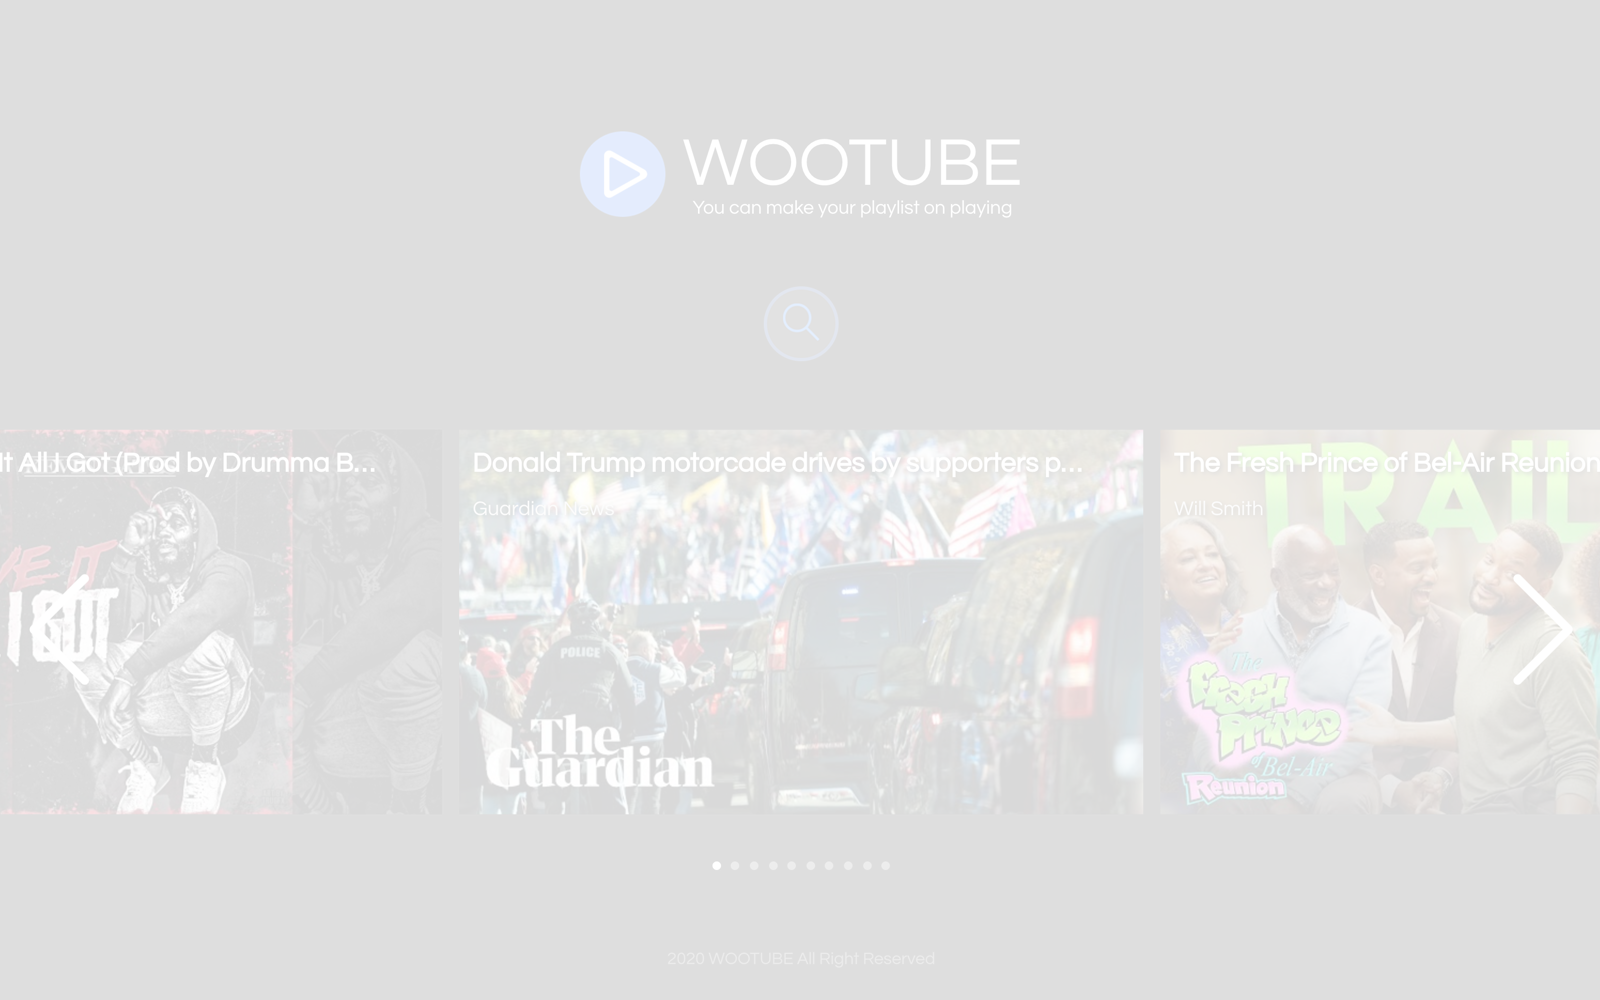 WOOTUBE
You can make your playlist on playing
It All I Got (Prod by Drumma B...
Donald Trump motorcade drives by supporters p...
Guardian News
The Fresh Prince of Bel-Air Reunion
Will Smith
TRAIL
I GOT
POLICE
The
Guardian
The
Fresh
Prince
of Bel-Air
Reunion
2020 WOOTUBE All Right Reserved